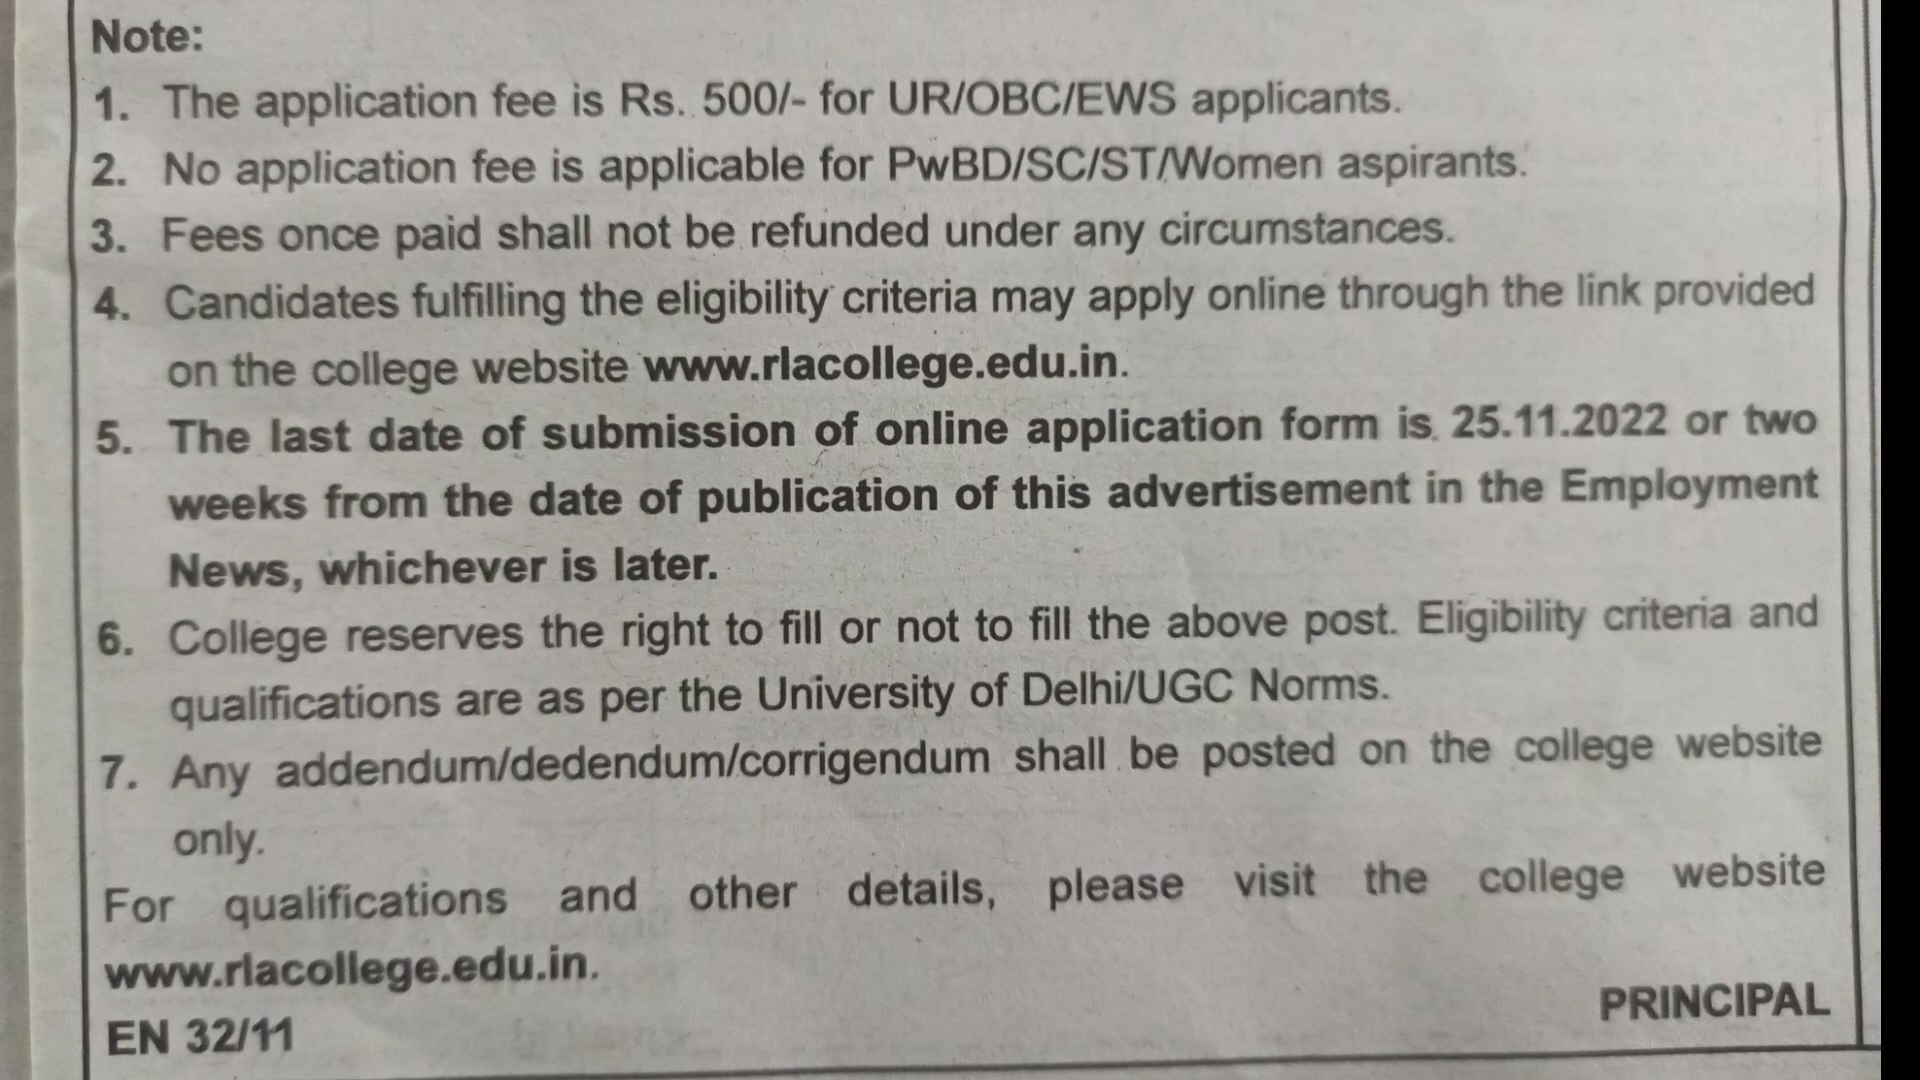 Note:
1. The application fee is Rs. 500/- for UR/OBC/EWS applicants.
2. No application fee is applicable for PwBD/SC/ST/Women aspirants.
3. Fees once paid shall not be refunded under any circumstances.
4. Candidates fulfilling the eligibility criteria may apply online through the link provided
on the college website www.rlacollege.edu.in.
5. The last date of submission of online application form is 25.11.2022 or two
weeks from the date of publication of this advertisement in the Employment
News, whichever is later.
6. College reserves the right to fill or not to fill the above post. Eligibility criteria and
qualifications are as per the University of Delhi/UGC Norms.
7. Any addendum/dedendum/corrigendum shall be posted on the college website
only.
For qualifications and other details, please visit the college website
www.rlacollege.edu.in.
PRINCIPAL
EN 32/11